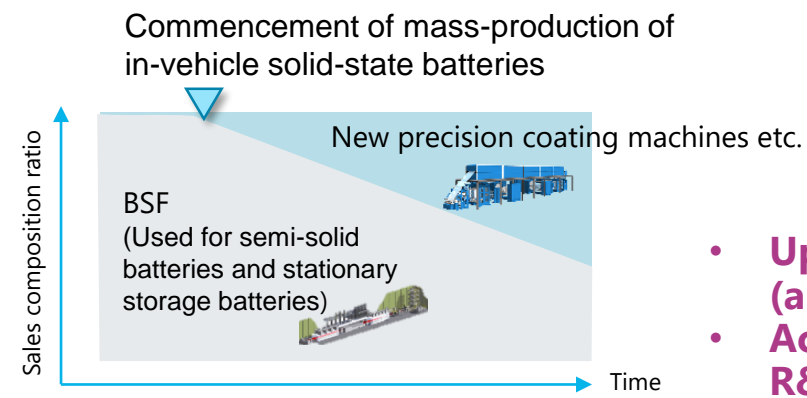 Commencement of mass-production of
in-vehicle solid-state batteries
Sales composition ratio
New precision coating machines etc.
BSF
(Used for semi-solid
batteries and stationary
storage batteries)
Time
•
(a
•
R&